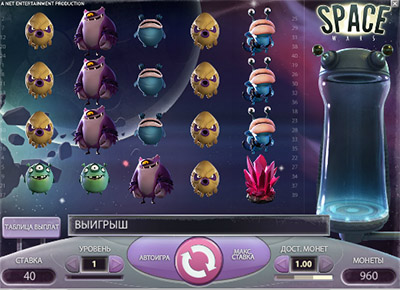 A NET ENTERTAINMENT PRODUCTION
SPACE
ТАБЛИЦА ВЫПЛАТ
ВЫИГРЫШ
СТАВКА
40
УРОВЕНЬ
1
АВТОИГРА
МАКС. СТАВКА
ДОСТ. МОНЕТ
1.00
МОНЕТЫ
960